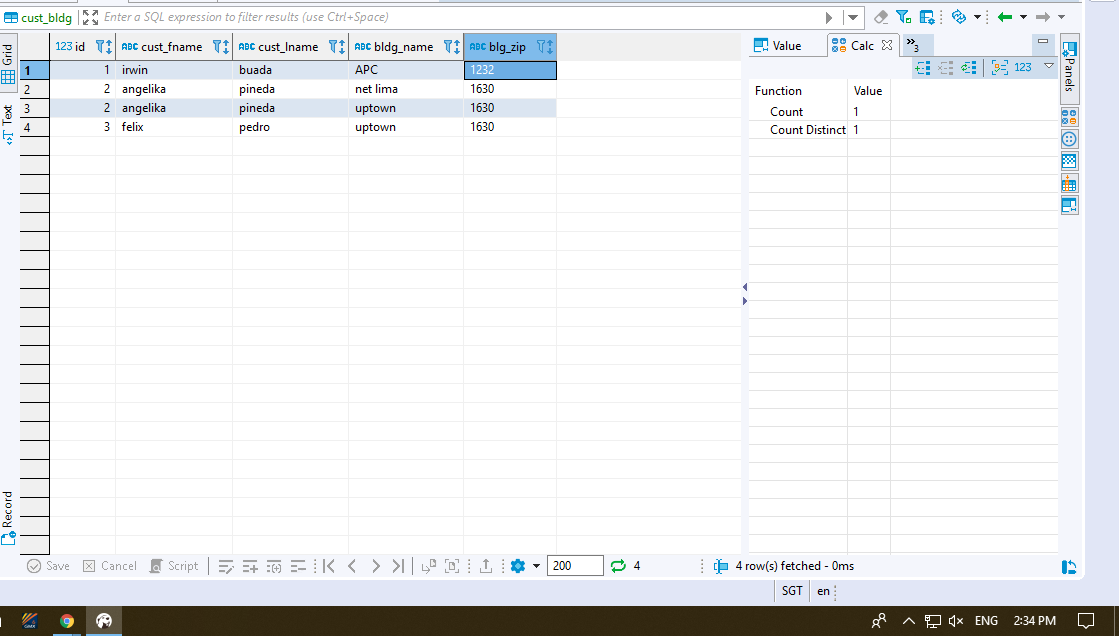 cust_bldg Enter a SQL expression to filter results (use Ctrl+Space)
Grid
Text
Record
123 id ABC cust_fname ABC cust_lname ABC bldg_name ABC blg_zip
1 1 irwin buada APC 1232
2 2 angelika pineda net lima 1630
3 2 angelika pineda uptown 1630
4 3 felix pedro uptown 1630
Value Calc 3
123
Function Value
Count 1
Count Distinct 1
Panels
Save Cancel Script 200 4 4 row(s) fetched - 0ms
SGT en
ENG 2:34 PM